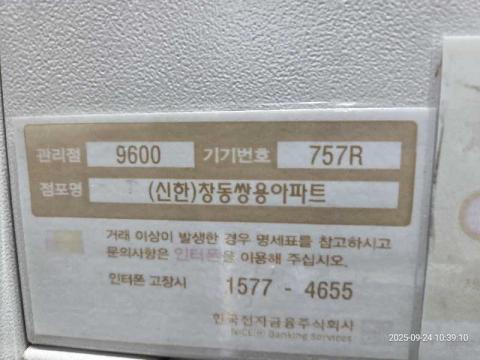 관리점 9600 기기번호 757R
점포명 (신한)창동쌍용아파트
거래 이상이 발생한 경우 명세표를 참고하시고
문의사항은 인터폰을 이용해 주십시오.
인터폰 고장시 1577 - 4655
한국전자금융주식회사
NICE Banking Services
2025-09-24 10:39:10